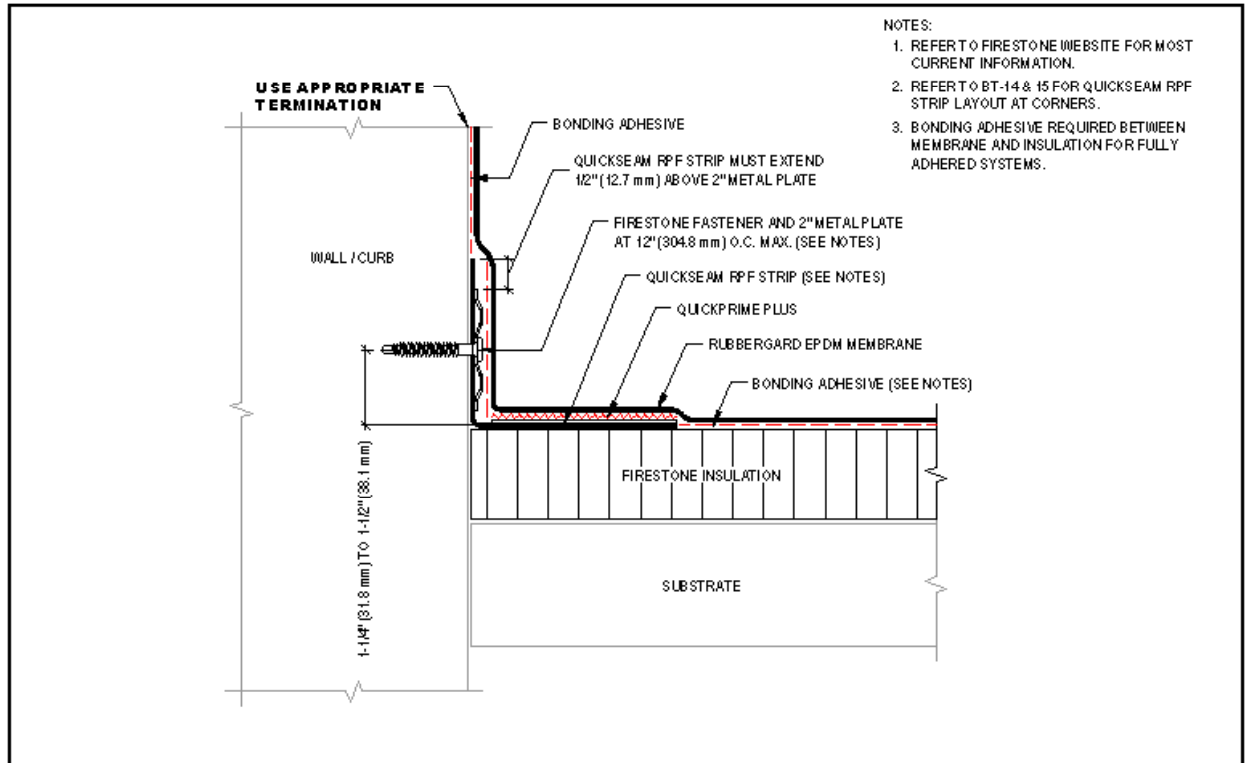 NOTES:
1. REFER TO FIRESTONE WEBSITE FOR MOST
CURRENT INFORMATION.
2. REFER TO BT-14 & 15 FOR QUICKSEAM RPF
STRIP LAYOUT AT CORNERS.
3. BONDING ADHESIVE REQUIRED BETWEEN
MEMBRANE AND INSULATION FOR FULLY
ADHERED SYSTEMS.
USE APPROPRIATE
TERMINATION
BONDING ADHESIVE
QUICKSEAM RPF STRIP MUST EXTEND
1/2" (12.7 mm) ABOVE 2" METAL PLATE
FIRESTONE FASTENER AND 2" METAL PLATE
AT 12" (304.8 mm) O.C. MAX. (SEE NOTES)
WALL / CURB
QUICKSEAM RPF STRIP (SEE NOTES)
QUICKPRIME PLUS
RUBBERGARD EPDM MEMBRANE
BONDING ADHESIVE (SEE NOTES)
1-1/4" (31.8 mm) TO 1-1/2" (38.1 mm)
FIRESTONE INSULATION
SUBSTRATE